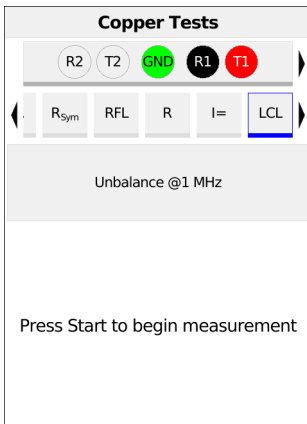 Copper Tests
R2 T2 GND R1 T1
RSym RFL R I= LCL
Unbalance @1 MHz
Press Start to begin measurement